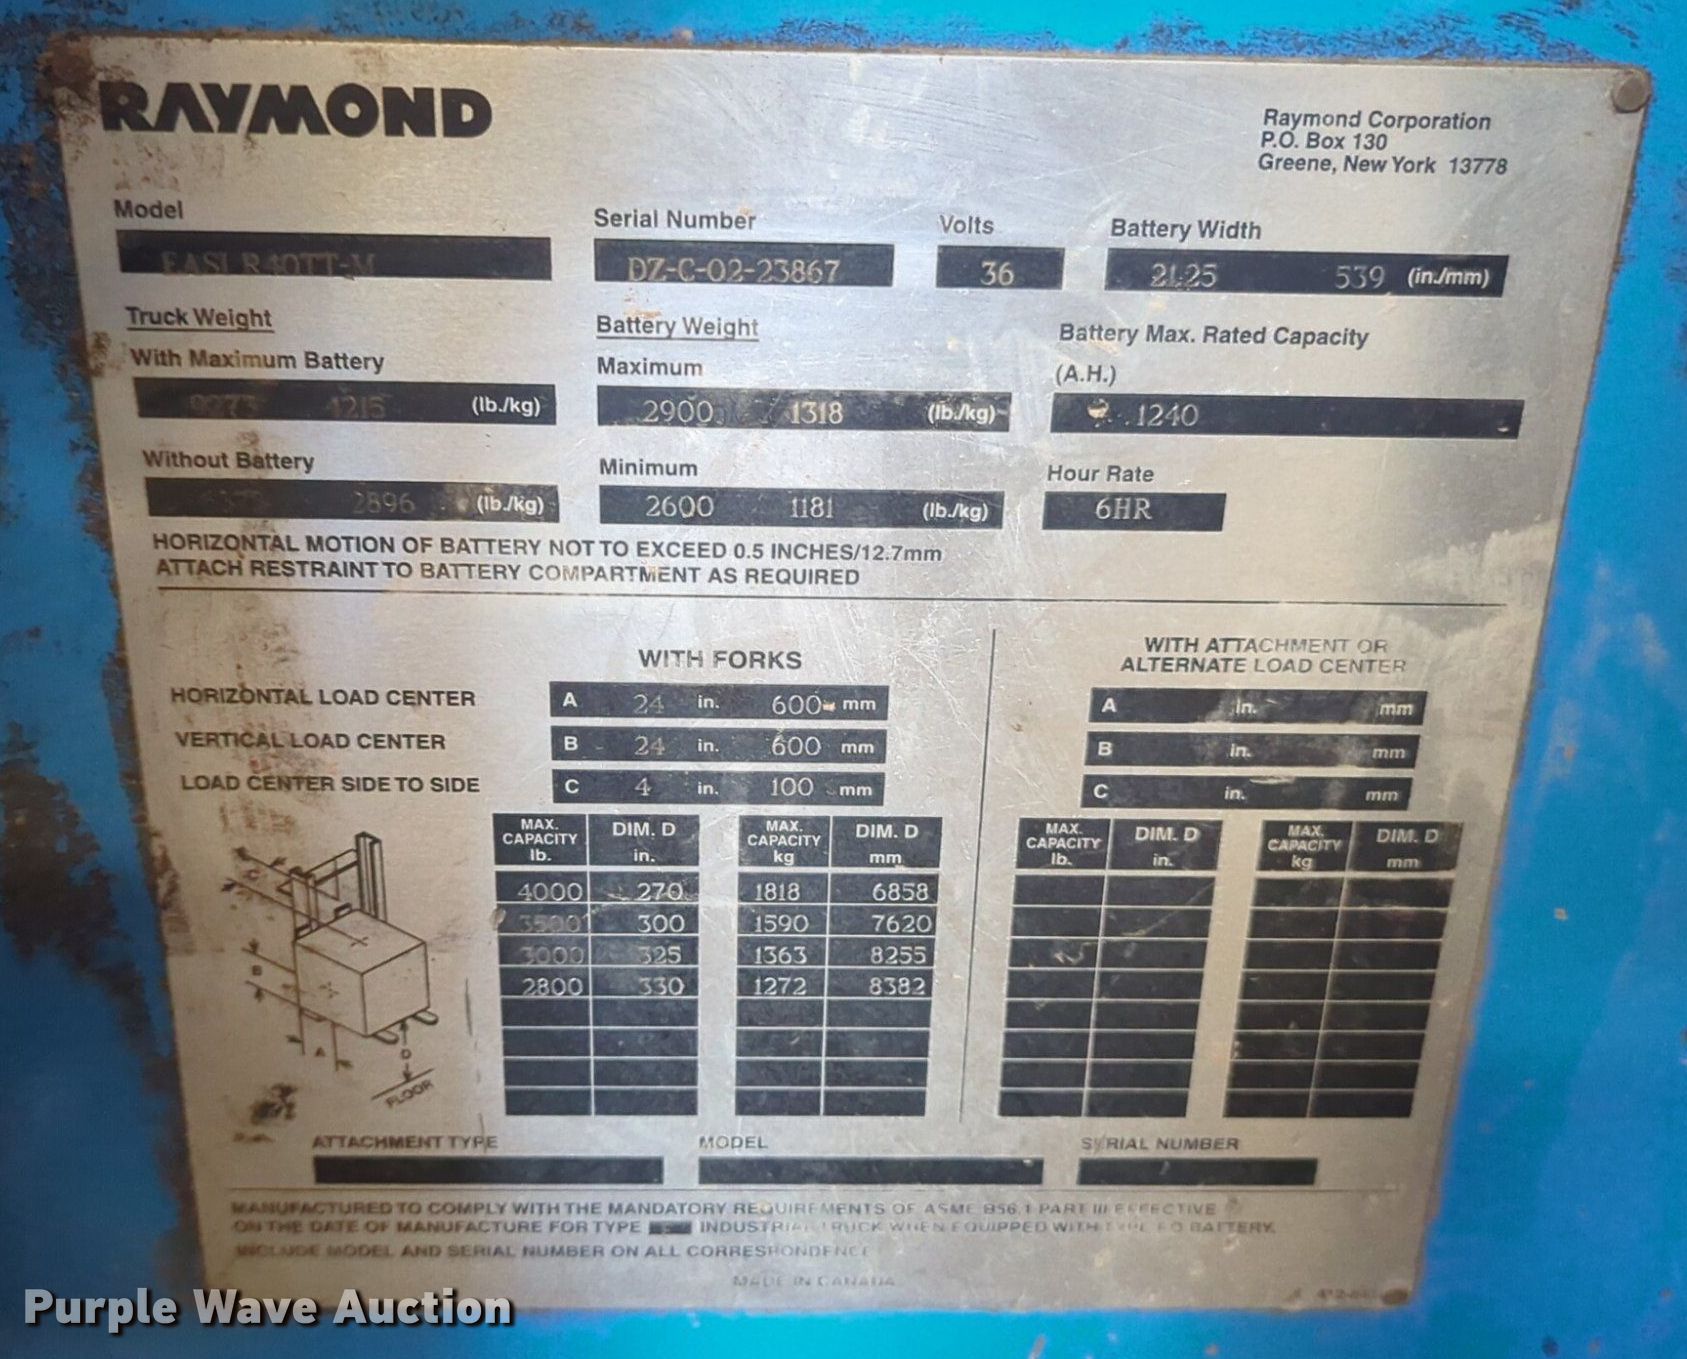 RAYMOND
Raymond Corporation
P.O. Box 130
Greene, New York 13778
Model
EASI R40TT-M
Serial Number
DZ-C-02-23867
Volts
36
Battery Width
21.25 539 (in./mm)
Truck Weight
With Maximum Battery
4215 (lb./kg)
Without Battery
2896 (lb./kg)
Battery Weight
Maximum
2900 1318 (lb./kg)
Minimum
2600 1181 (lb./kg)
Battery Max. Rated Capacity
(A.H.)
1240
Hour Rate
6HR
HORIZONTAL MOTION OF BATTERY NOT TO EXCEED 0.5 INCHES/12.7mm
ATTACH RESTRAINT TO BATTERY COMPARTMENT AS REQUIRED
WITH FORKS
HORIZONTAL LOAD CENTER A 24 in. 600 mm
VERTICAL LOAD CENTER B 24 in. 600 mm
LOAD CENTER SIDE TO SIDE C 4 in. 100 mm
MAX. CAPACITY lb. DIM. D in. MAX. CAPACITY kg DIM. D mm
4000 270 1818 6858
3500 300 1590 7620
3000 325 1363 8255
2800 330 1272 8382
WITH ATTACHMENT OR
ALTERNATE LOAD CENTER
A in. mm
B in. mm
C in. mm
MAX. CAPACITY lb. DIM. D in. MAX. CAPACITY kg DIM. D mm
C
B
A
D
FLOOR
ATTACHMENT TYPE
MODEL
SERIAL NUMBER
MANUFACTURED TO COMPLY WITH THE MANDATORY REQUIREMENTS OF ASME B56.1 PART III EFFECTIVE
ON THE DATE OF MANUFACTURE FOR TYPE INDUSTRIAL TRUCK WHEN EQUIPPED WITH TYPE EO BATTERY.
INCLUDE MODEL AND SERIAL NUMBER ON ALL CORRESPONDENCE
MADE IN CANADA
Purple Wave Auction